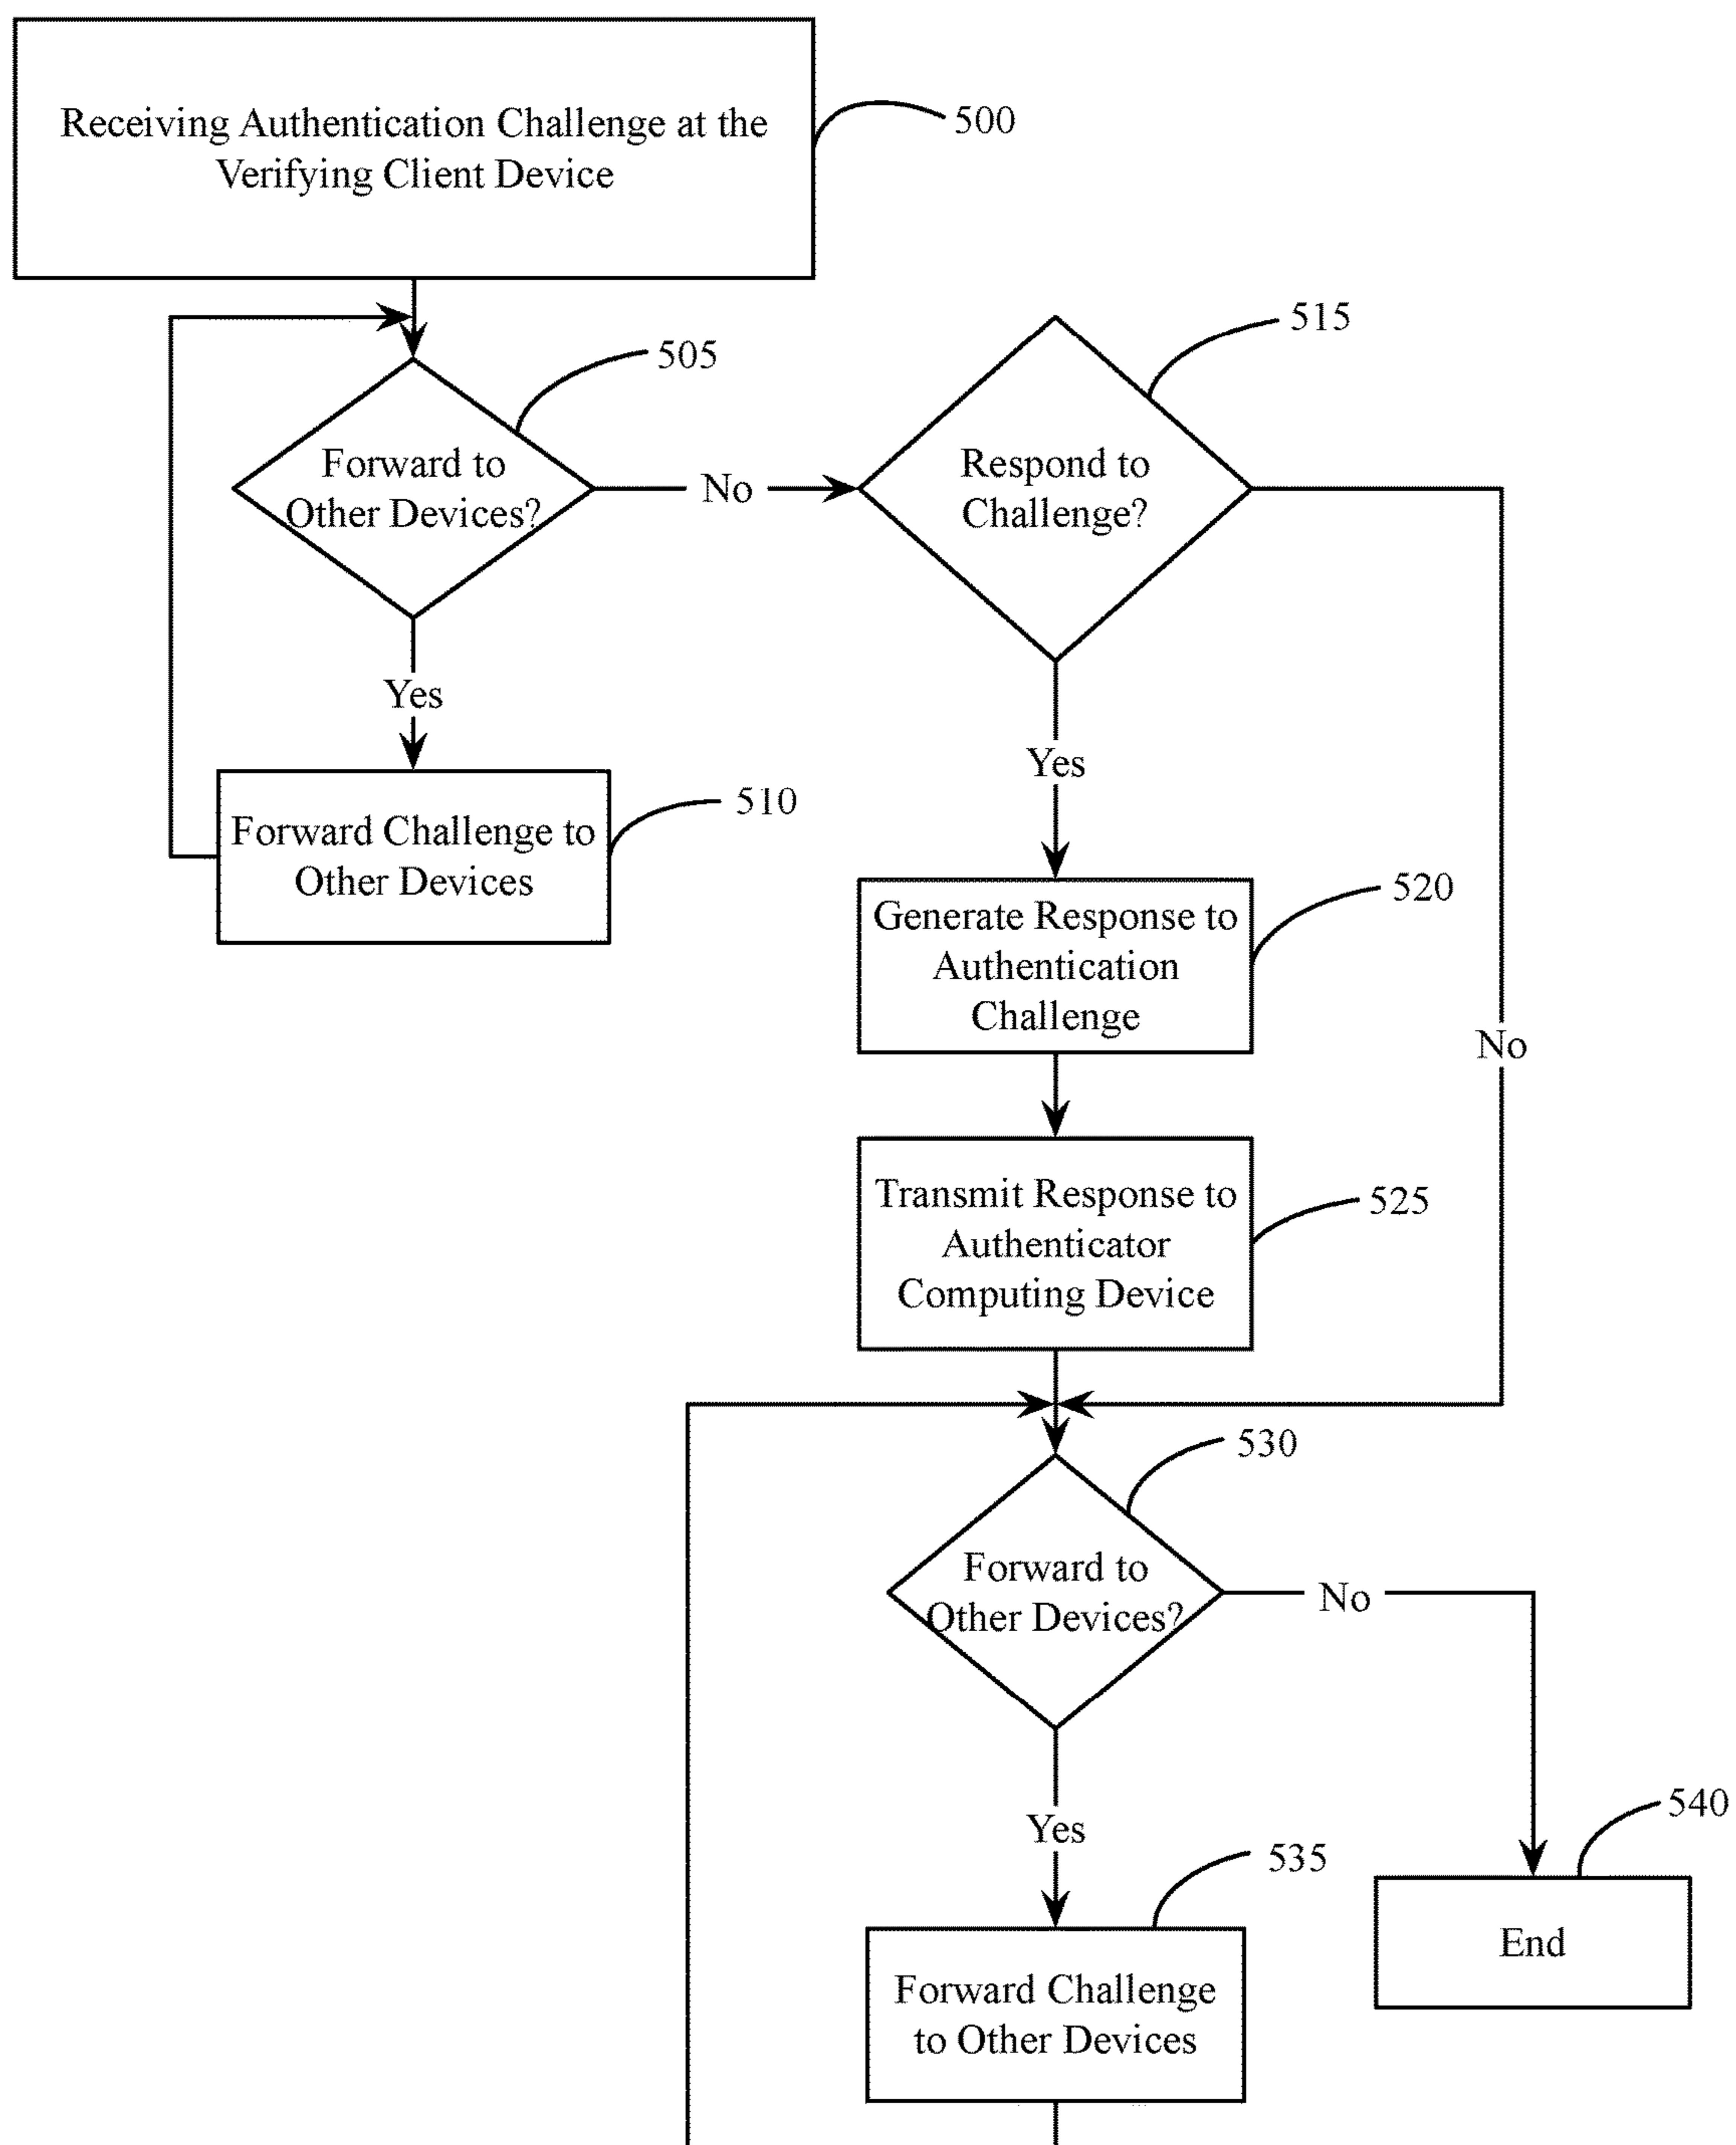 Receiving Authentication Challenge at the
Verifying Client Device
500
505
Forward to
Other Devices?
No
515
Respond to
Challenge?
Yes
Yes
510
Forward Challenge to
Other Devices
520
Generate Response to
Authentication
Challenge
No
525
Transmit Response to
Authenticator
Computing Device
530
Forward to
Other Devices?
No
Yes
540
535
End
Forward Challenge
to Other Devices